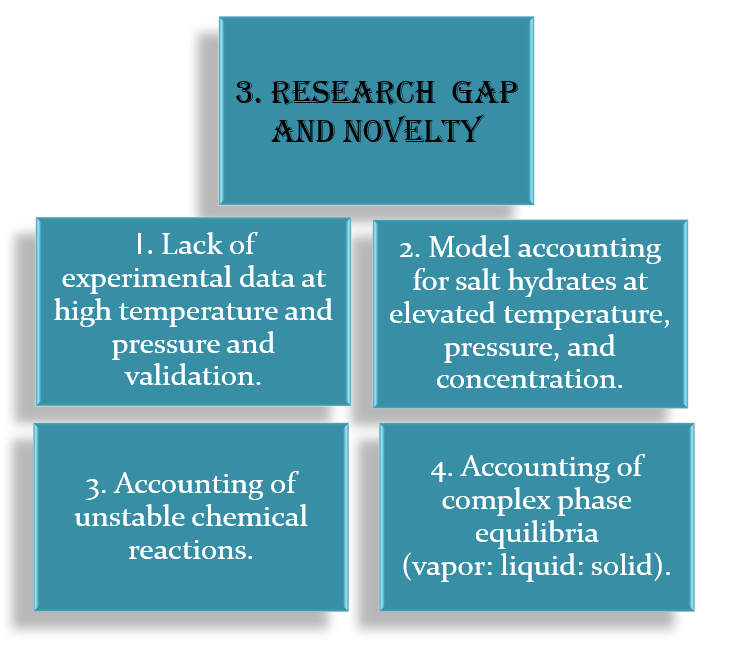 3. RESEARCH GAP
AND NOVELTY
1. Lack of
experimental data at
high temperature and
pressure and
validation.
2. Model accounting
for salt hydrates at
elevated temperature,
pressure, and
concentration.
3. Accounting of
unstable chemical
reactions.
4. Accounting of
complex phase
equilibria
(vapor: liquid: solid).